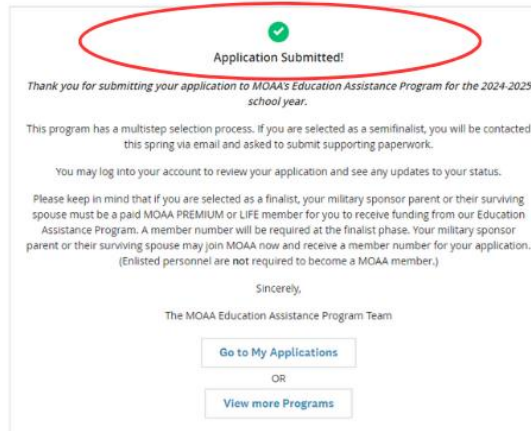 Application Submitted!
Thank you for submitting your application to MOAA's Education Assistance Program for the 2024-2025
school year.
This program has a multistep selection process. If you are selected as a semifinalist, you will be contacted
this spring via email and asked to submit supporting paperwork.
You may log into your account to review your application and see any updates to your status.
Please keep in mind that if you are selected as a finalist, your military sponsor parent or their surviving
spouse must be a paid MOAA PREMIUM or LIFE member for you to receive funding from our Education
Assistance Program. A member number will be required at the finalist phase. Your military sponsor
parent or their surviving spouse may join MOAA now and receive a member number for your application.
(Enlisted personnel are not required to become a MOAA member.)
Sincerely,
The MOAA Education Assistance Program Team
Go to My Applications
OR
View more Programs